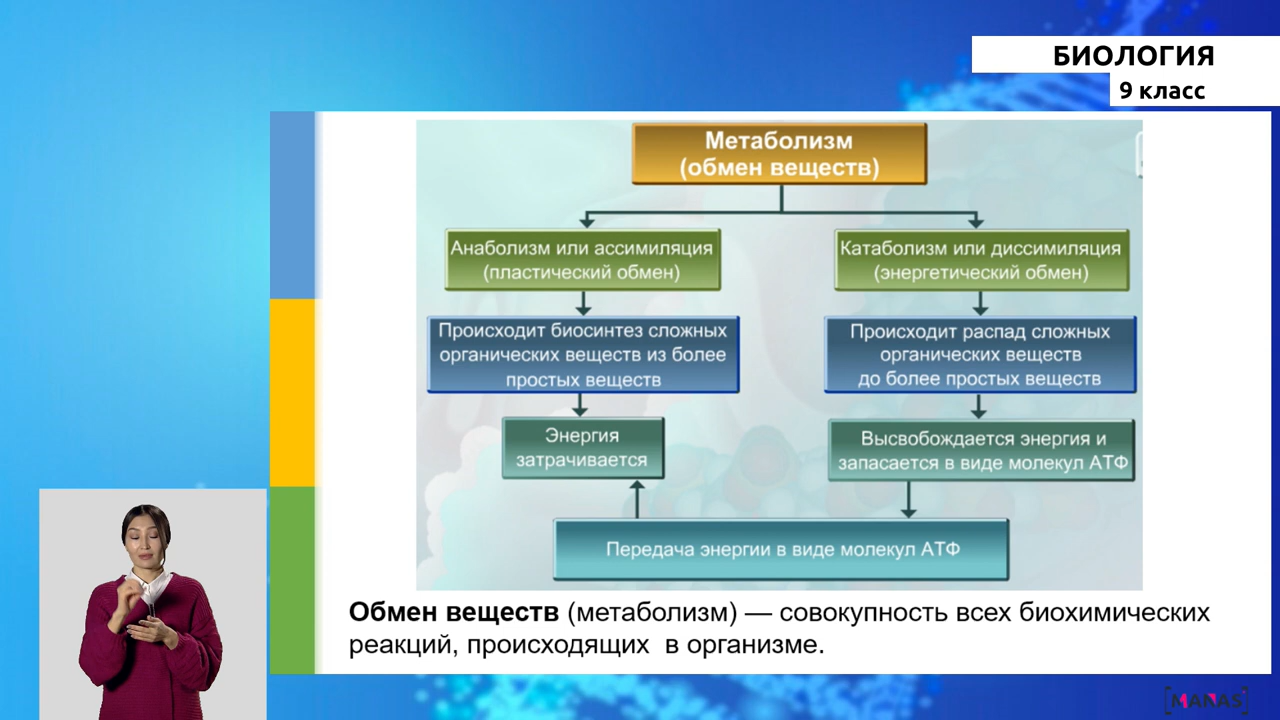 БИОЛОГИЯ
9 класс
Метаболизм
(обмен веществ)
Анаболизм или ассимиляция
(пластический обмен)
Катаболизм или диссимиляция
(энергетический обмен)
Происходит биосинтез сложных
органических веществ из более
простых веществ
Происходит распад сложных
органических веществ
до более простых веществ
Энергия
затрачивается
Высвобождается энергия и
запасается в виде молекул АТФ
Передача энергии в виде молекул АТФ
Обмен веществ (метаболизм) — совокупность всех биохимических
реакций, происходящих в организме.
MANAS